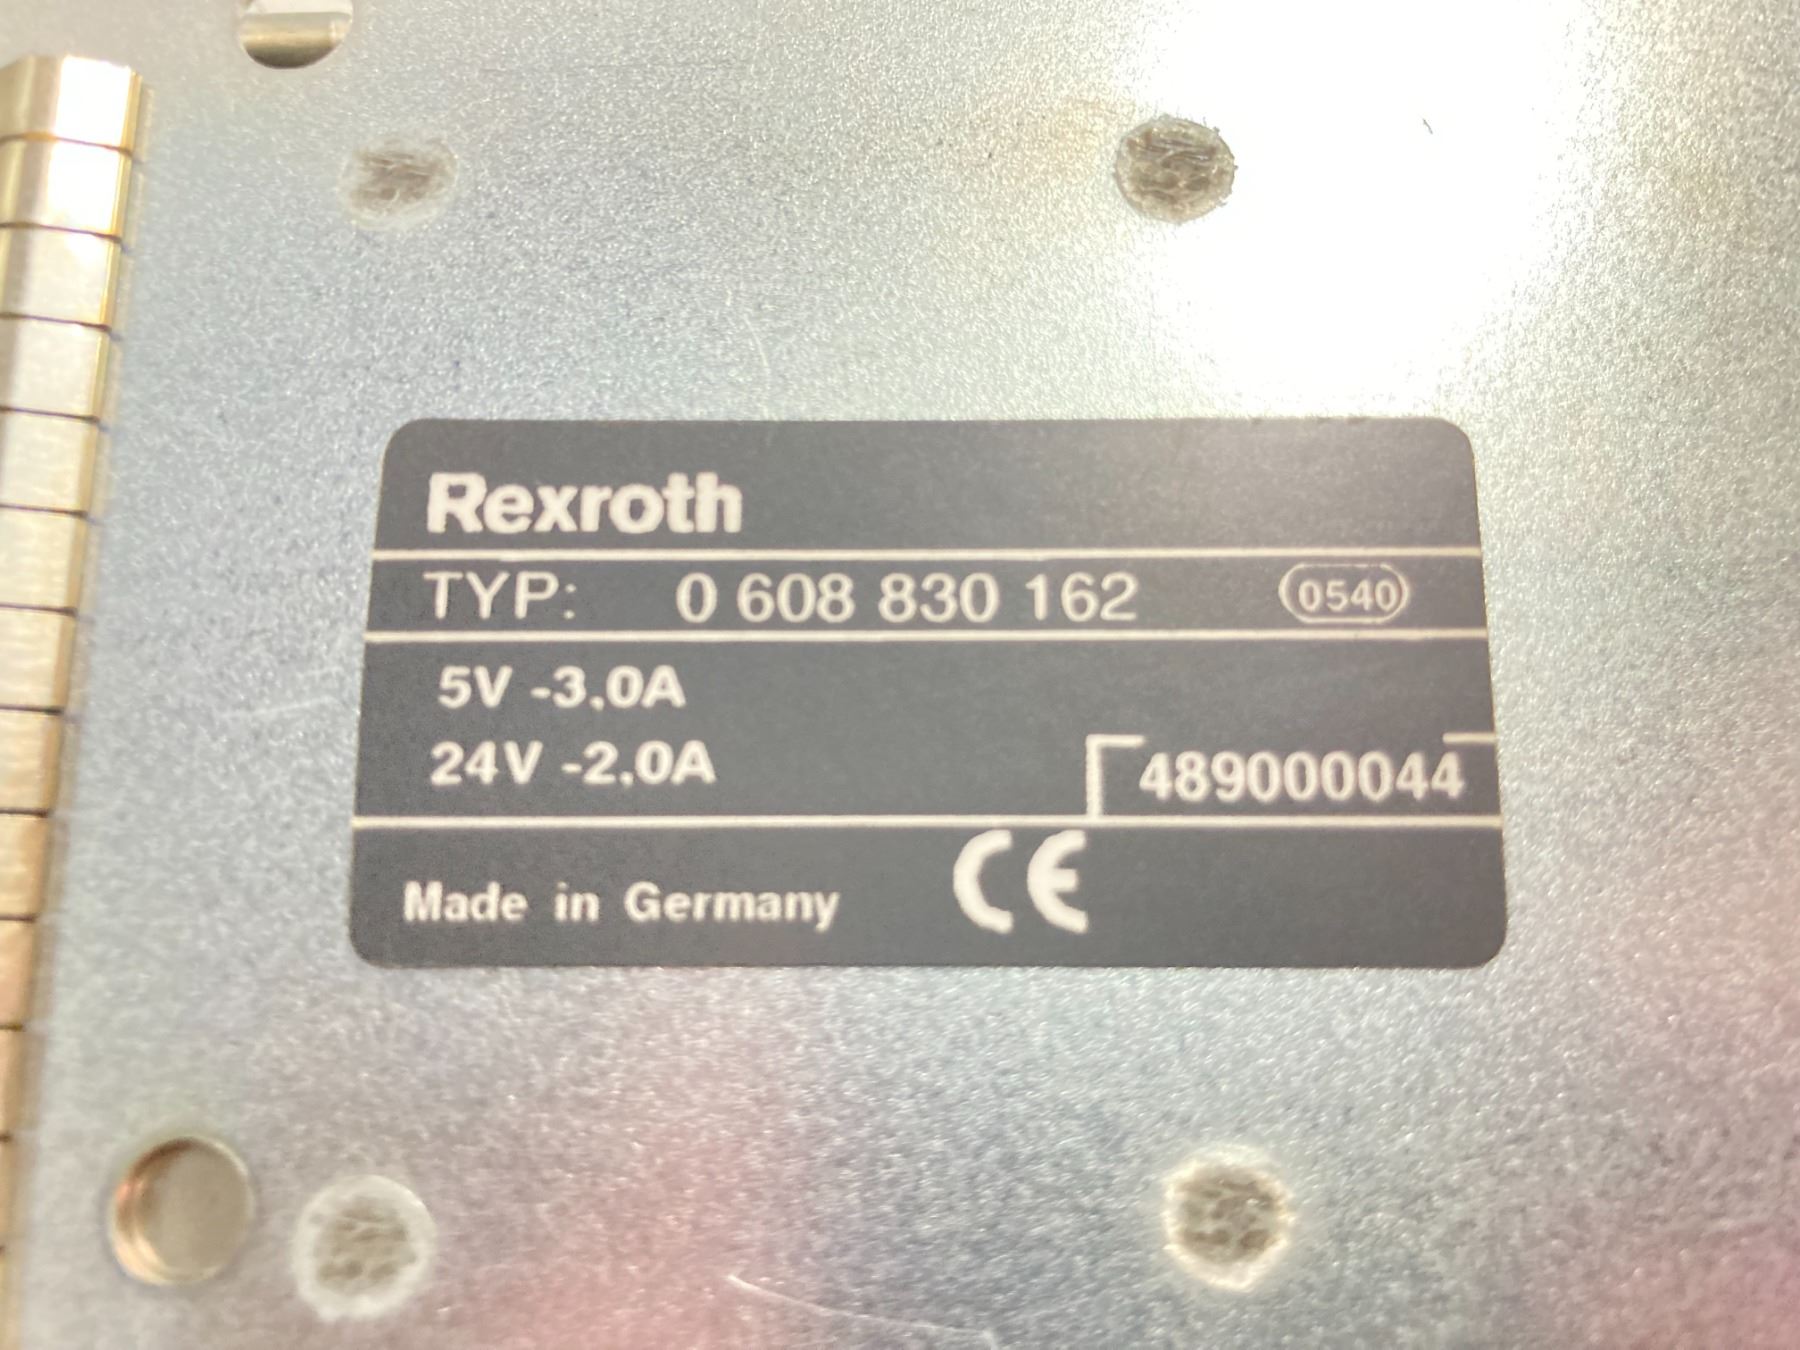 Rexroth
TYP: 0 608 830 162 0540
5V -3.0A
24V -2.0A
489000044
Made in Germany CE